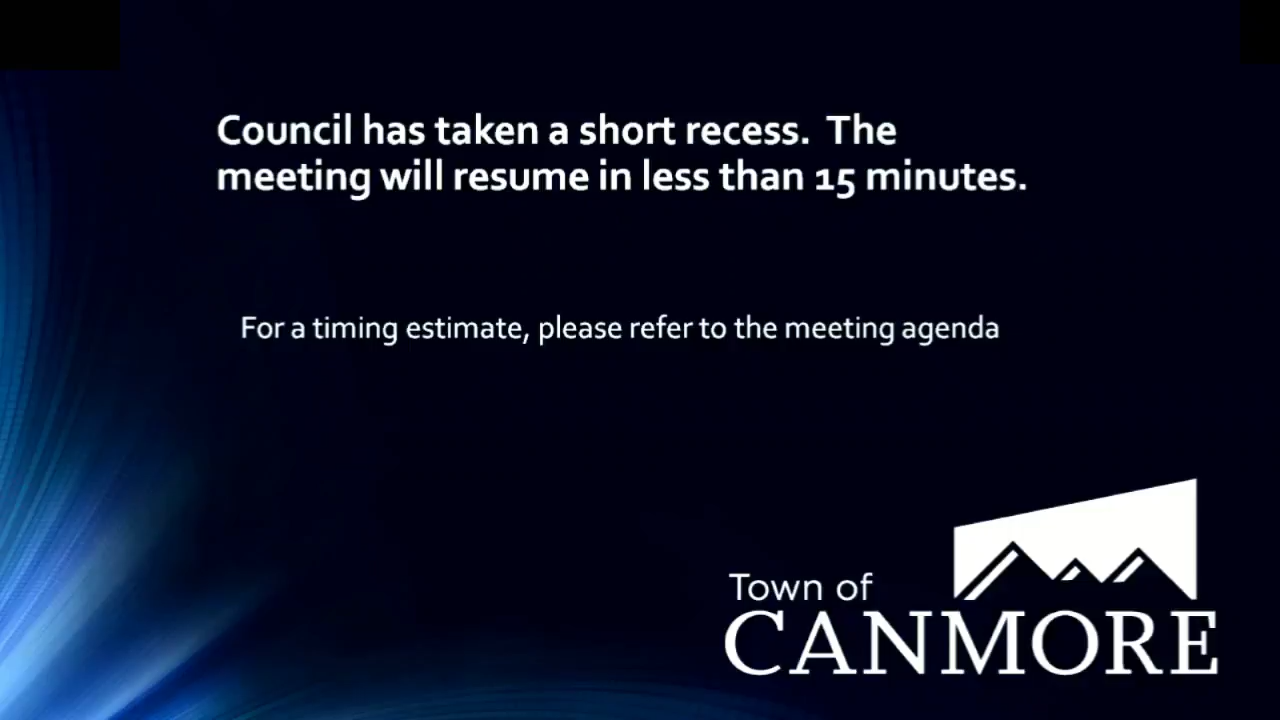 Council has taken a short recess.  The
meeting will resume in less than 15 minutes.
For a timing estimate, please refer to the meeting agenda
Town of
CANMORE